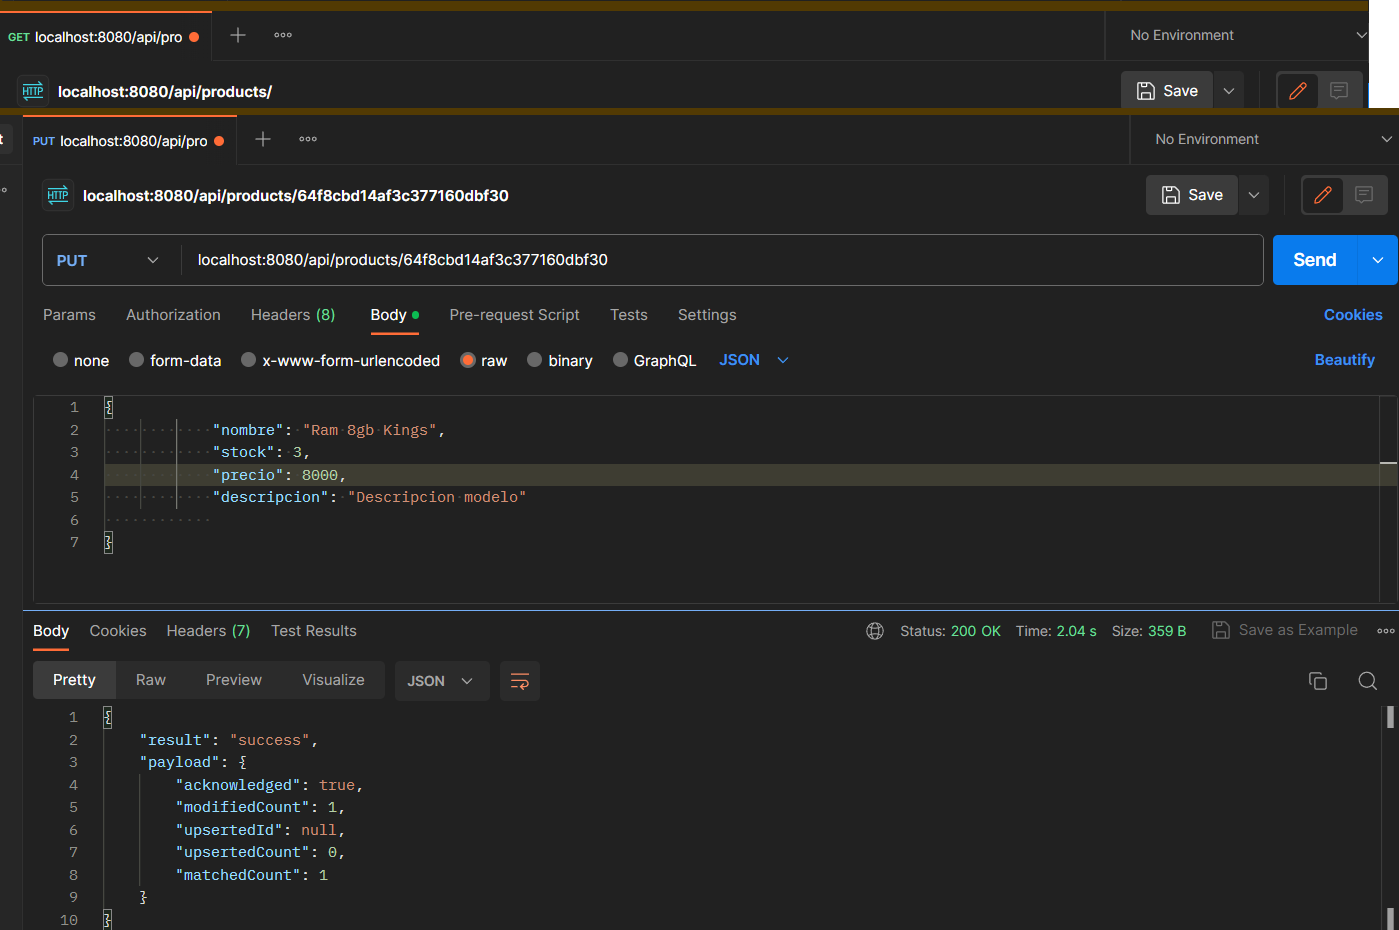 GET localhost:8080/api/pro No Environment
HTTP localhost:8080/api/products/ Save
PUT localhost:8080/api/pro No Environment
HTTP localhost:8080/api/products/64f8cbd14af3c377160dbf30 Save
PUT localhost:8080/api/products/64f8cbd14af3c377160dbf30 Send
Params Authorization Headers (8) Body Pre-request Script Tests Settings Cookies
none form-data x-www-form-urlencoded raw binary GraphQL JSON Beautify
1 {
2 "nombre": "Ram 8gb Kings",
3 "stock": 3,
4 "precio": 8000,
5 "descripcion": "Descripcion modelo"
6
7 }
Body Cookies Headers (7) Test Results Status: 200 OK Time: 2.04 s Size: 359 B Save as Example
Pretty Raw Preview Visualize JSON
1 {
2 "result": "success",
3 "payload": {
4 "acknowledged": true,
5 "modifiedCount": 1,
6 "upsertedId": null,
7 "upsertedCount": 0,
8 "matchedCount": 1
9 }
10 }